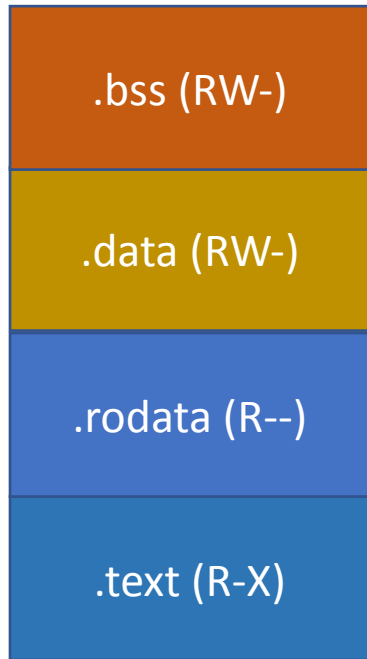 .bss (RW-)
.data (RW-)
.rodata (R--)
.text (R-X)